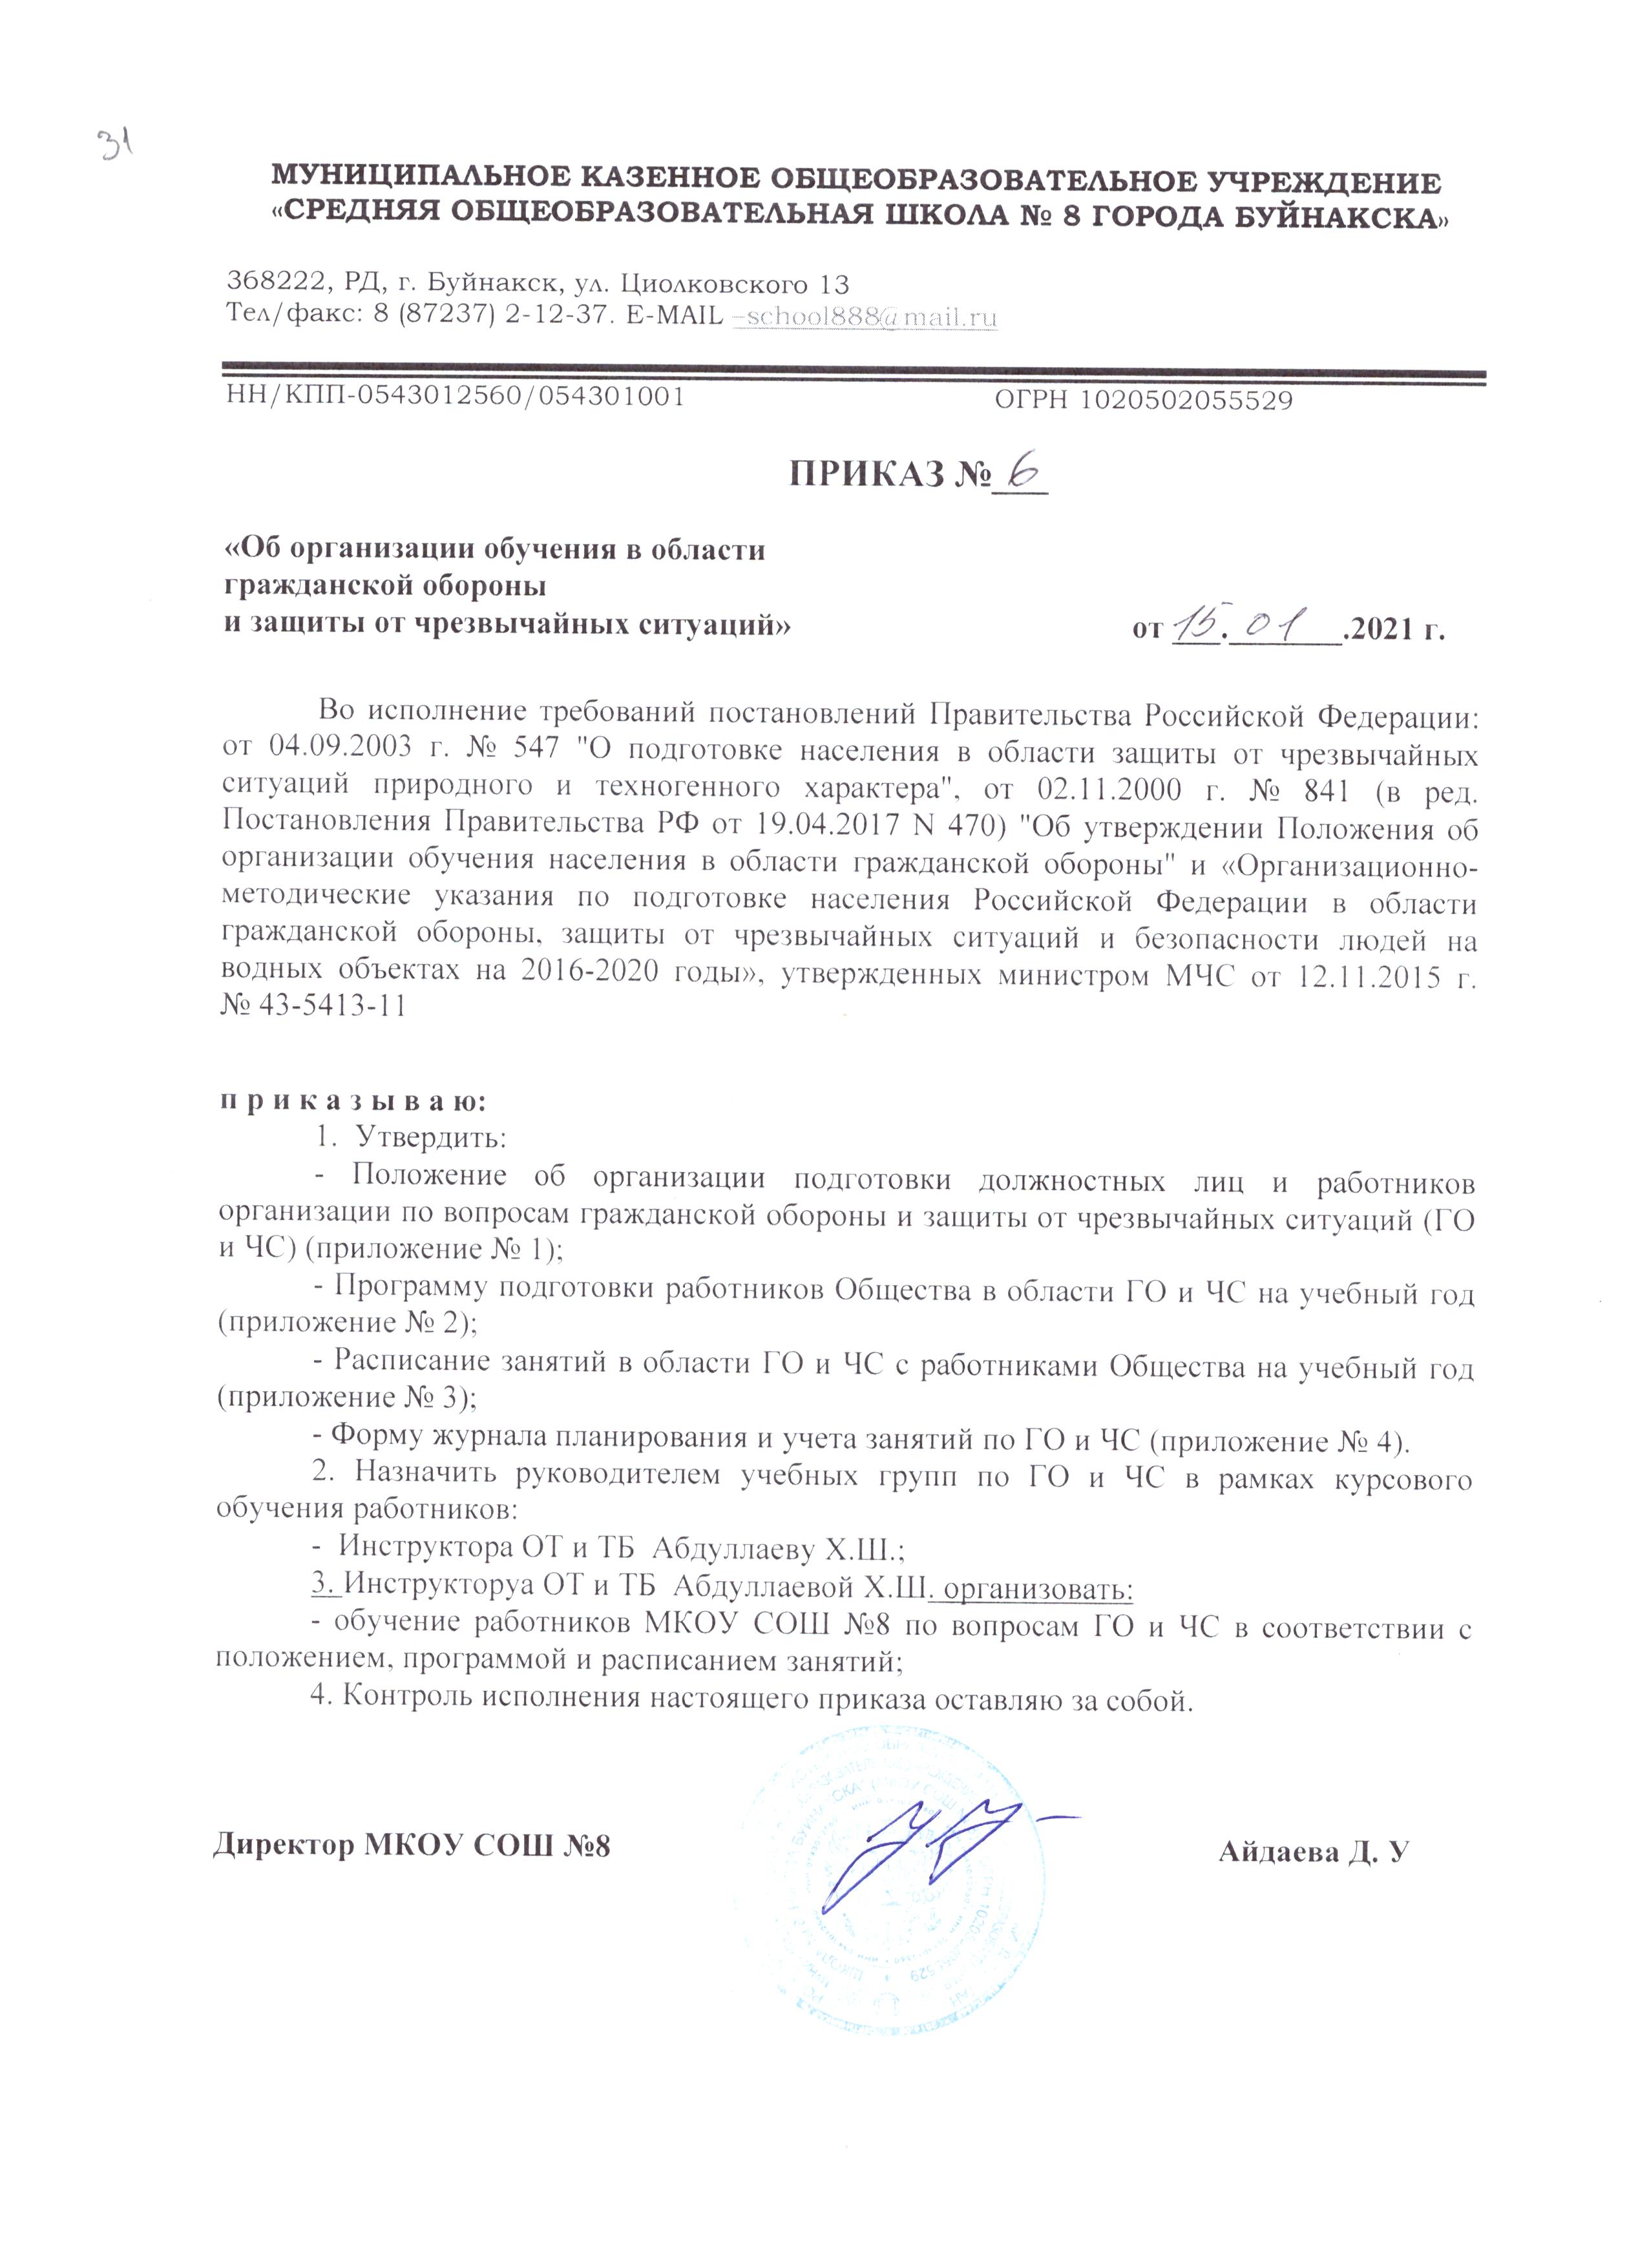 31
МУНИЦИПАЛЬНОЕ КАЗЕННОЕ ОБЩЕОБРАЗОВАТЕЛЬНОЕ УЧРЕЖДЕНИЕ
«СРЕДНЯЯ ОБЩЕОБРАЗОВАТЕЛЬНАЯ ШКОЛА № 8 ГОРОДА БУЙНАКСКА»
368222, РД, г. Буйнакск, ул. Циолковского 13
Тел/факс: 8 (87237) 2-12-37. E-MAIL –school888@mail.ru
НН/КПП-0543012560/054301001 ОГРН 1020502055529
ПРИКАЗ № 6
«Об организации обучения в области
гражданской обороны
и защиты от чрезвычайных ситуаций» от 15.01.2021 г.
Во исполнение требований постановлений Правительства Российской Федерации:
от 04.09.2003 г. № 547 "О подготовке населения в области защиты от чрезвычайных
ситуаций природного и техногенного характера", от 02.11.2000 г. № 841 (в ред.
Постановления Правительства РФ от 19.04.2017 N 470) "Об утверждении Положения об
организации обучения населения в области гражданской обороны" и «Организационно-
методические указания по подготовке населения Российской Федерации в области
гражданской обороны, защиты от чрезвычайных ситуаций и безопасности людей на
водных объектах на 2016-2020 годы», утвержденных министром МЧС от 12.11.2015 г.
№ 43-5413-11
п р и к а з ы в а ю:
1. Утвердить:
- Положение об организации подготовки должностных лиц и работников
организации по вопросам гражданской обороны и защиты от чрезвычайных ситуаций (ГО
и ЧС) (приложение № 1);
- Программу подготовки работников Общества в области ГО и ЧС на учебный год
(приложение № 2);
- Расписание занятий в области ГО и ЧС с работниками Общества на учебный год
(приложение № 3);
- Форму журнала планирования и учета занятий по ГО и ЧС (приложение № 4).
2. Назначить руководителем учебных групп по ГО и ЧС в рамках курсового
обучения работников:
- Инструктора ОТ и ТБ Абдуллаеву Х.Ш.;
3. Инструкторуа ОТ и ТБ Абдуллаевой Х.Ш. организовать:
- обучение работников МКОУ СОШ №8 по вопросам ГО и ЧС в соответствии с
положением, программой и расписанием занятий;
4. Контроль исполнения настоящего приказа оставляю за собой.
Директор МКОУ СОШ №8 Айдаева Д. У